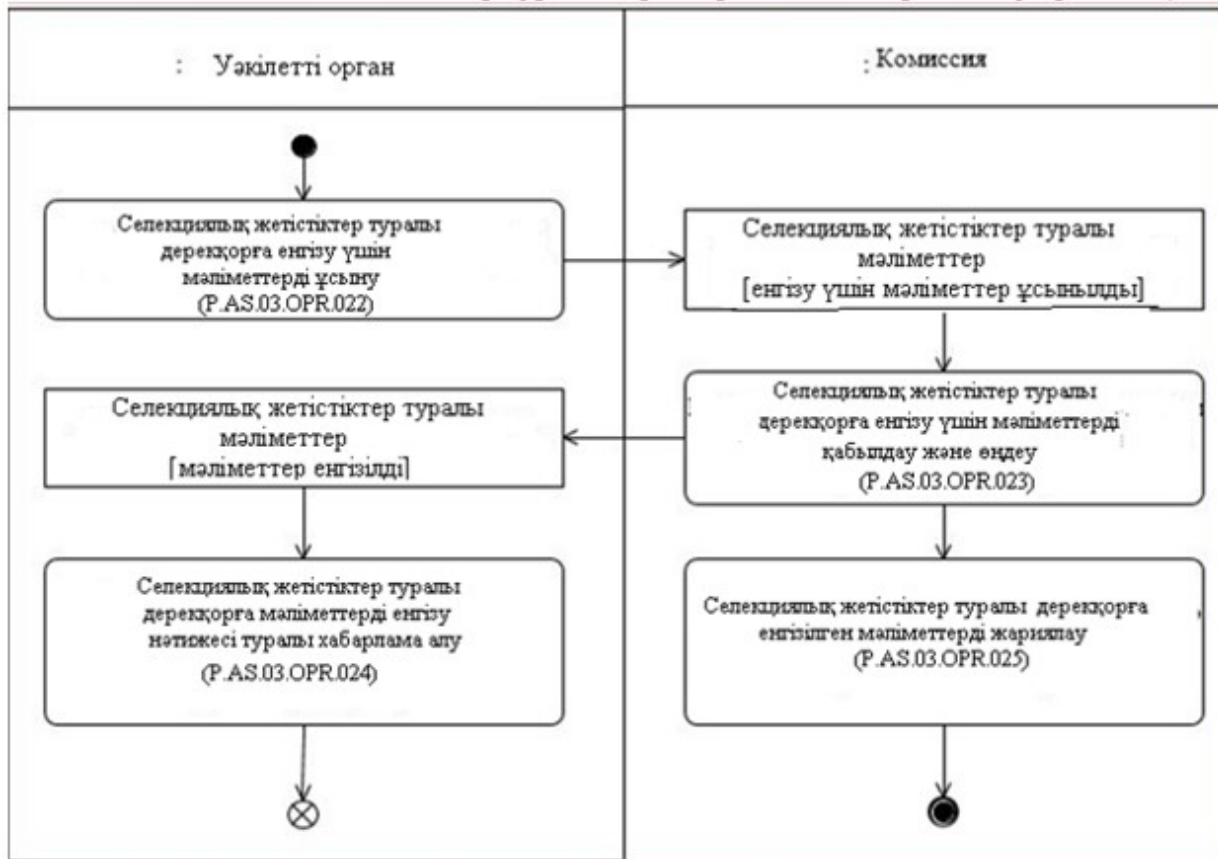 : Уәкілетті орган
: Комиссия
Селекциялық жетістіктер туралы
дерекқорға енгізу үшін
мәліметтерді ұсыну
(P.AS.03.OPR.022)
Селекциялық жетістіктер туралы
мәліметтер
[енгізу үшін мәліметтер ұсынылды]
Селекциялық жетістіктер туралы
дерекқорға енгізу үшін мәліметтерді
қабылдау және өңдеу
(P.AS.03.OPR.023)
Селекциялық жетістіктер туралы
мәліметтер
[мәліметтер енгізілді]
Селекциялық жетістіктер туралы
дерекқорға мәліметтерді енгізу
нәтижесі туралы хабарлама алу
(P.AS.03.OPR.024)
Селекциялық жетістіктер туралы дерекқорға
енгізілген мәліметтерді жариялау
(P.AS.03.OPR.025)